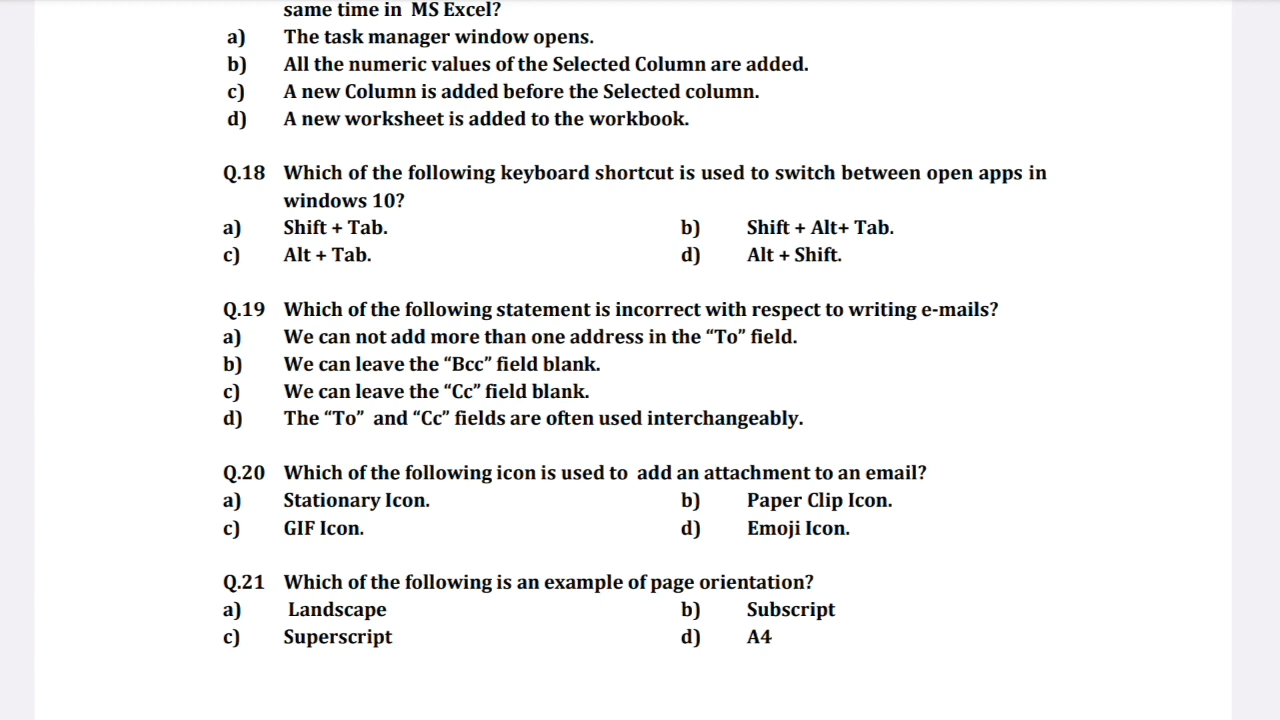 same time in MS Excel?
a) The task manager window opens.
b) All the numeric values of the Selected Column are added.
c) A new Column is added before the Selected column.
d) A new worksheet is added to the workbook.
Q.18 Which of the following keyboard shortcut is used to switch between open apps in
windows 10?
a) Shift + Tab. b) Shift + Alt+ Tab.
c) Alt + Tab. d) Alt + Shift.
Q.19 Which of the following statement is incorrect with respect to writing e-mails?
a) We can not add more than one address in the “To” field.
b) We can leave the “Bcc” field blank.
c) We can leave the “Cc” field blank.
d) The “To” and “Cc” fields are often used interchangeably.
Q.20 Which of the following icon is used to add an attachment to an email?
a) Stationary Icon. b) Paper Clip Icon.
c) GIF Icon. d) Emoji Icon.
Q.21 Which of the following is an example of page orientation?
a) Landscape b) Subscript
c) Superscript d) A4